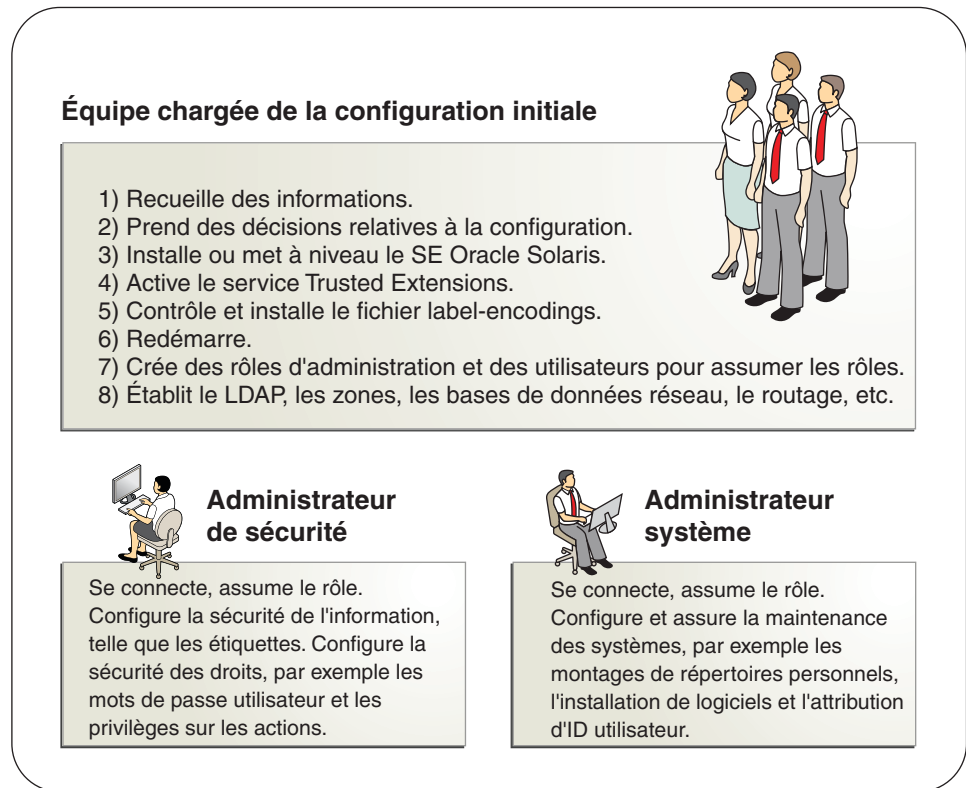 Équipe chargée de la configuration initiale
1) Recueille des informations.
2) Prend des décisions relatives à la configuration.
3) Installe ou met à niveau le SE Oracle Solaris.
4) Active le service Trusted Extensions.
5) Contrôle et installe le fichier label-encodings.
6) Redémarre.
7) Crée des rôles d'administration et des utilisateurs pour assumer les rôles.
8) Établit le LDAP, les zones, les bases de données réseau, le routage, etc.
Administrateur
de sécurité
Se connecte, assume le rôle.
Configure la sécurité de l'information,
telle que les étiquettes. Configure la
sécurité des droits, par exemple les
mots de passe utilisateur et les
privilèges sur les actions.
Administrateur
système
Se connecte, assume le rôle.
Configure et assure la maintenance
des systèmes, par exemple les
montages de répertoires personnels,
l'installation de logiciels et l'attribution
d'ID utilisateur.